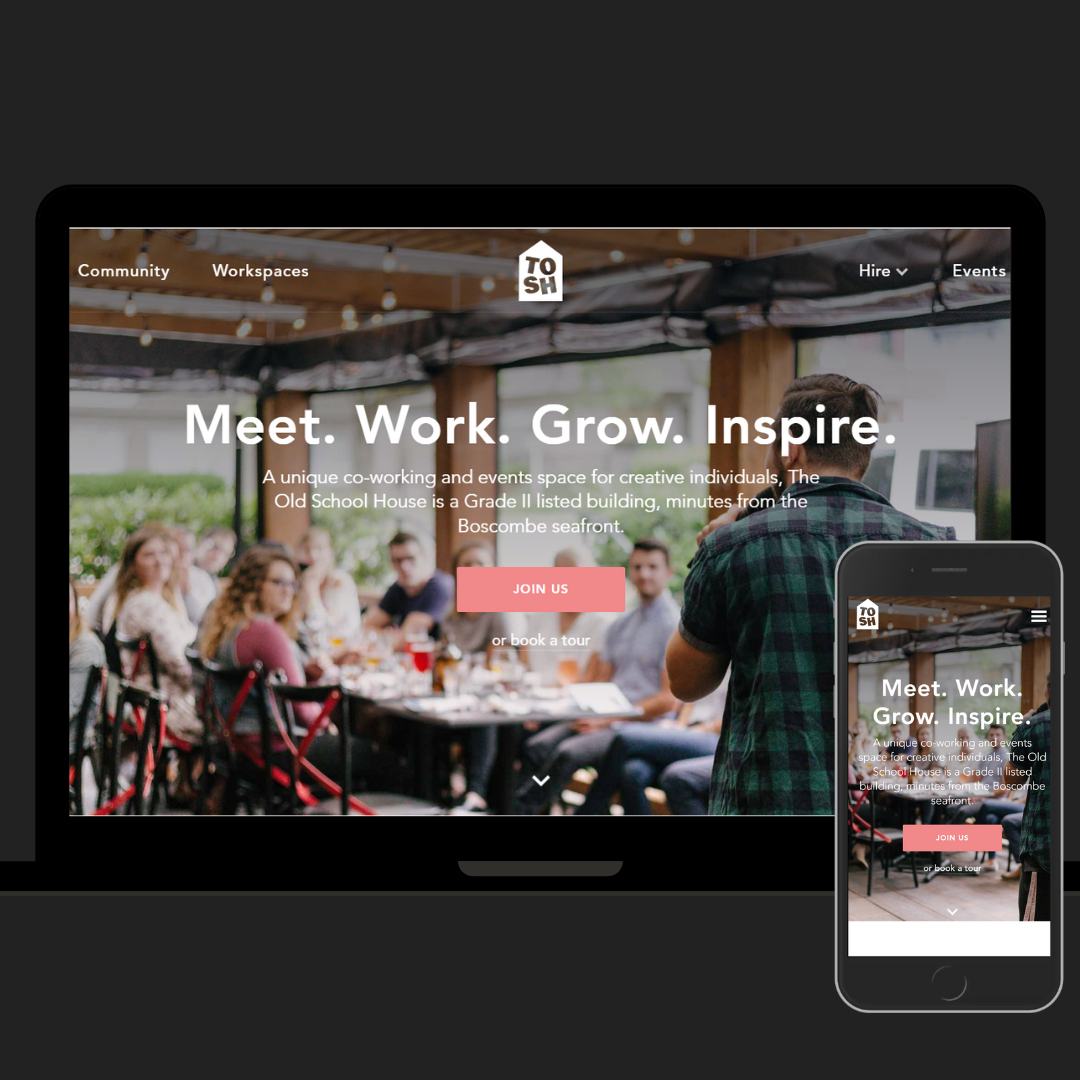 Community Workspaces TO SH Hire Events
Meet. Work. Grow. Inspire.
A unique co-working and events space for creative individuals, The
Old School House is a Grade II listed building, minutes from the
Boscombe seafront.
JOIN US
or book a tour
TO
SH
Meet. Work.
Grow. Inspire.
A unique co-working and events
space for creative individuals, The Old
School House is a Grade II listed
building, minutes from the Boscombe
seafront.
JOIN US
or book a tour